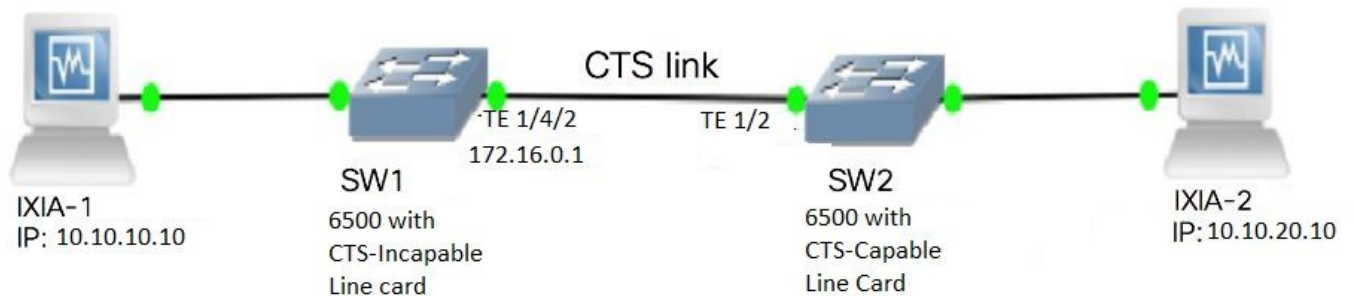 CTS link
TE 1/4/2
TE 1/2
172.16.0.1
SW1
6500 with
CTS-Incapable
Line card
SW2
6500 with
CTS-Capable
Line Card
IXIA-1
IP: 10.10.10.10
IXIA-2
IP: 10.10.20.10